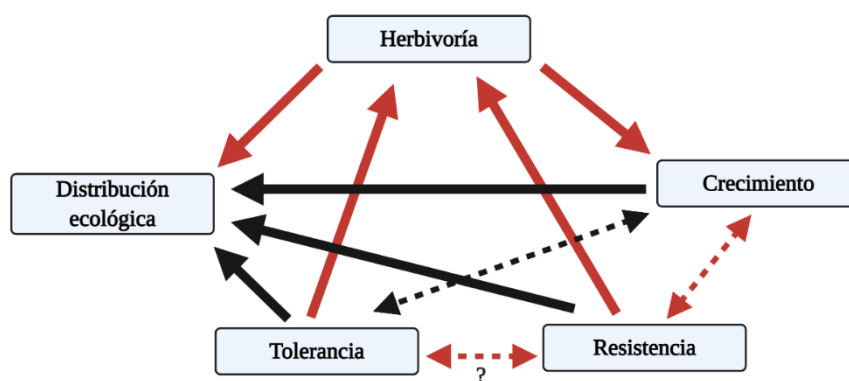 Herbivoría
Distribución
ecológica
Crecimiento
Tolerancia
?
Resistencia